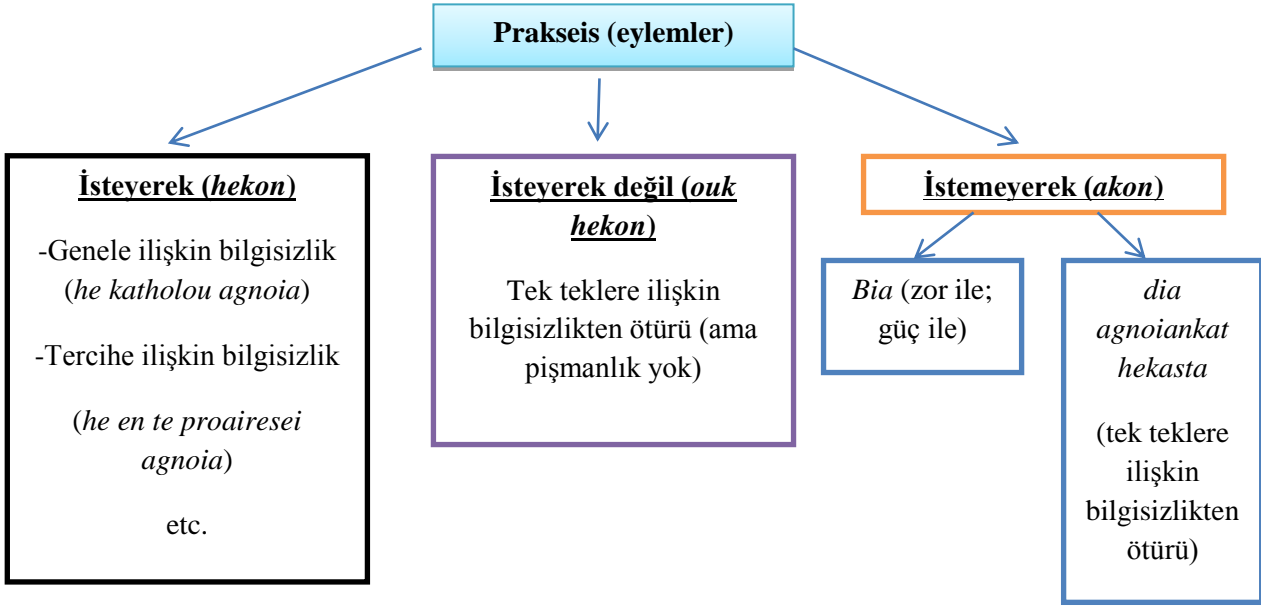 Prakseis (eylemler)
İsteyerek (hekon)
-Genele ilişkin bilgisizlik
(he katholou agnoia)
-Tercihe ilişkin bilgisizlik
(he en te proairesei
agnoia)
etc.
İsteyerek değil (ouk
hekon)
Tek teklere ilişkin
bilgisizlikten ötürü (ama
pişmanlık yok)
İstemeyerek (akon)
Bia (zor ile;
güç ile)
dia
agnoiankat
hekasta
(tek teklere
ilişkin
bilgisizlikten
ötürü)